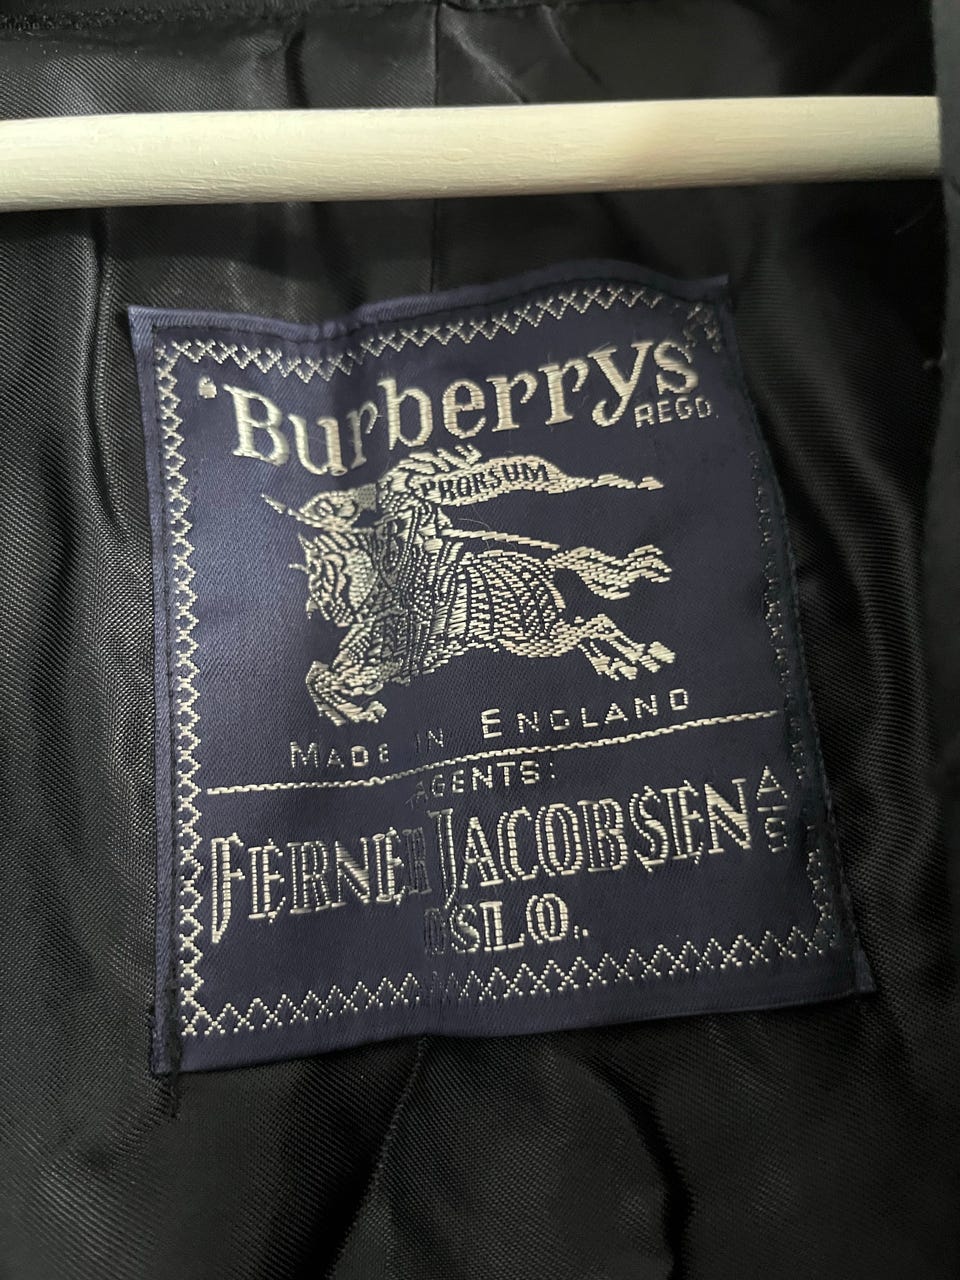 'Burberrys'
REGD.
PRORSUM
MADE IN ENGLAND
AGENTS:
FERNER JACOBSEN A/S
OSLO.